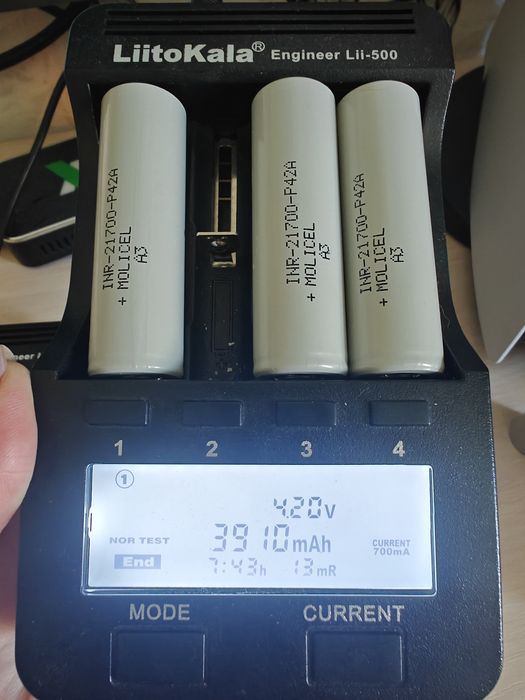 LiitoKala® Engineer Lii-500
INR-21700-P42A
+ MOLICEL
A3
INR-21700-P42A
+ MOLICEL
A3
INR-21700-P42A
+ MOLICEL
A3
1 2 3 4
1
4.20V
NOR TEST 3910mAh CURRENT
700mA
End 7:43h 13mR
MODE CURRENT